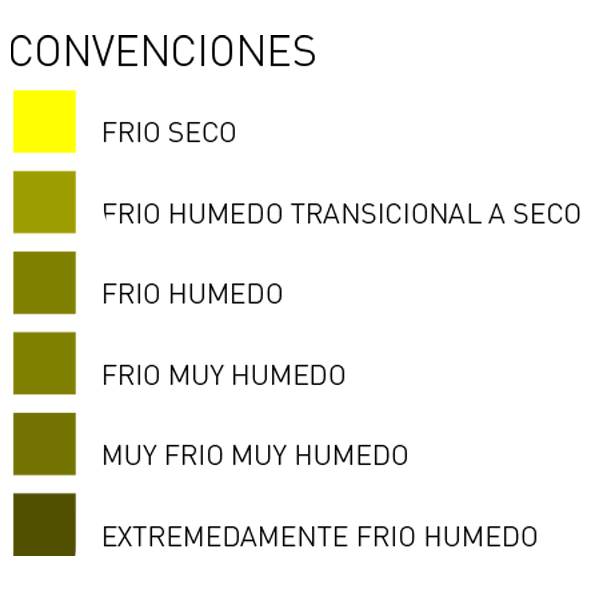 CONVENCIONES
FRIO SECO
FRIO HUMEDO TRANSICIONAL A SECO
FRIO HUMEDO
FRIO MUY HUMEDO
MUY FRIO MUY HUMEDO
EXTREMEDAMENTE FRIO HUMEDO